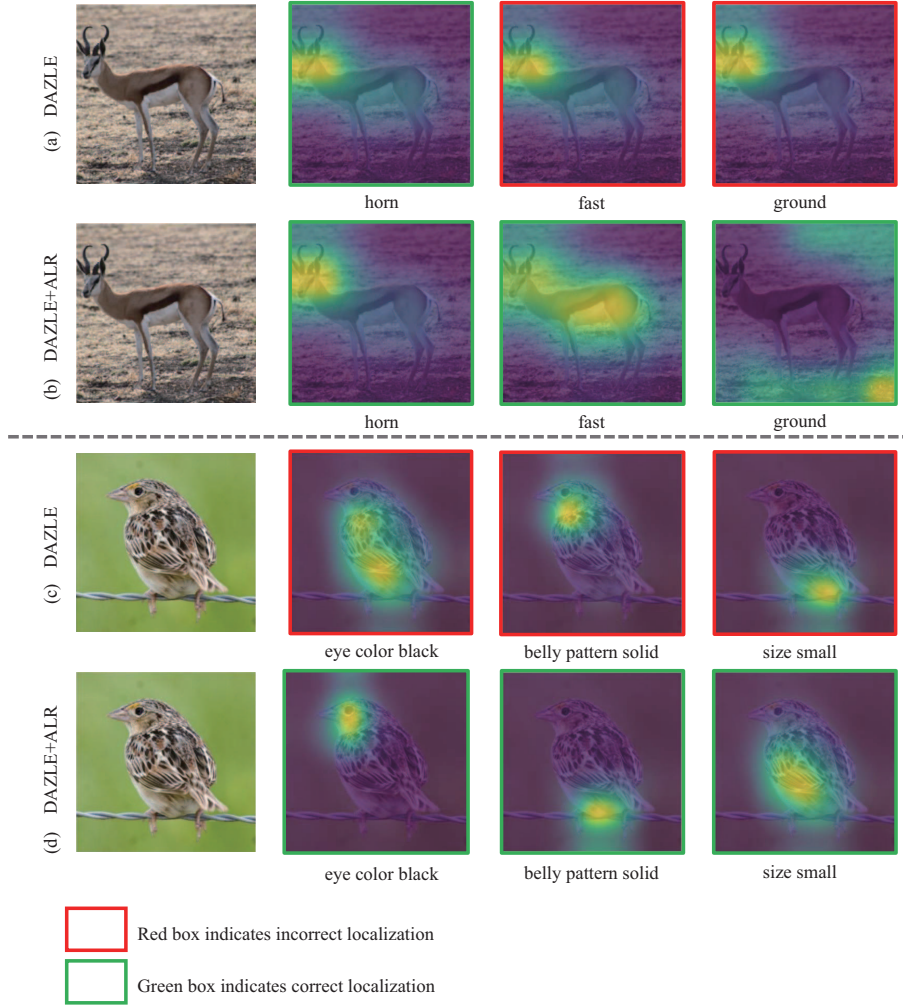 (a) DAZLE
horn fast ground
(b) DAZLE+ALR
horn fast ground
(c) DAZLE
eye color black belly pattern solid size small
(d) DAZLE+ALR
eye color black belly pattern solid size small
Red box indicates incorrect localization
Green box indicates correct localization